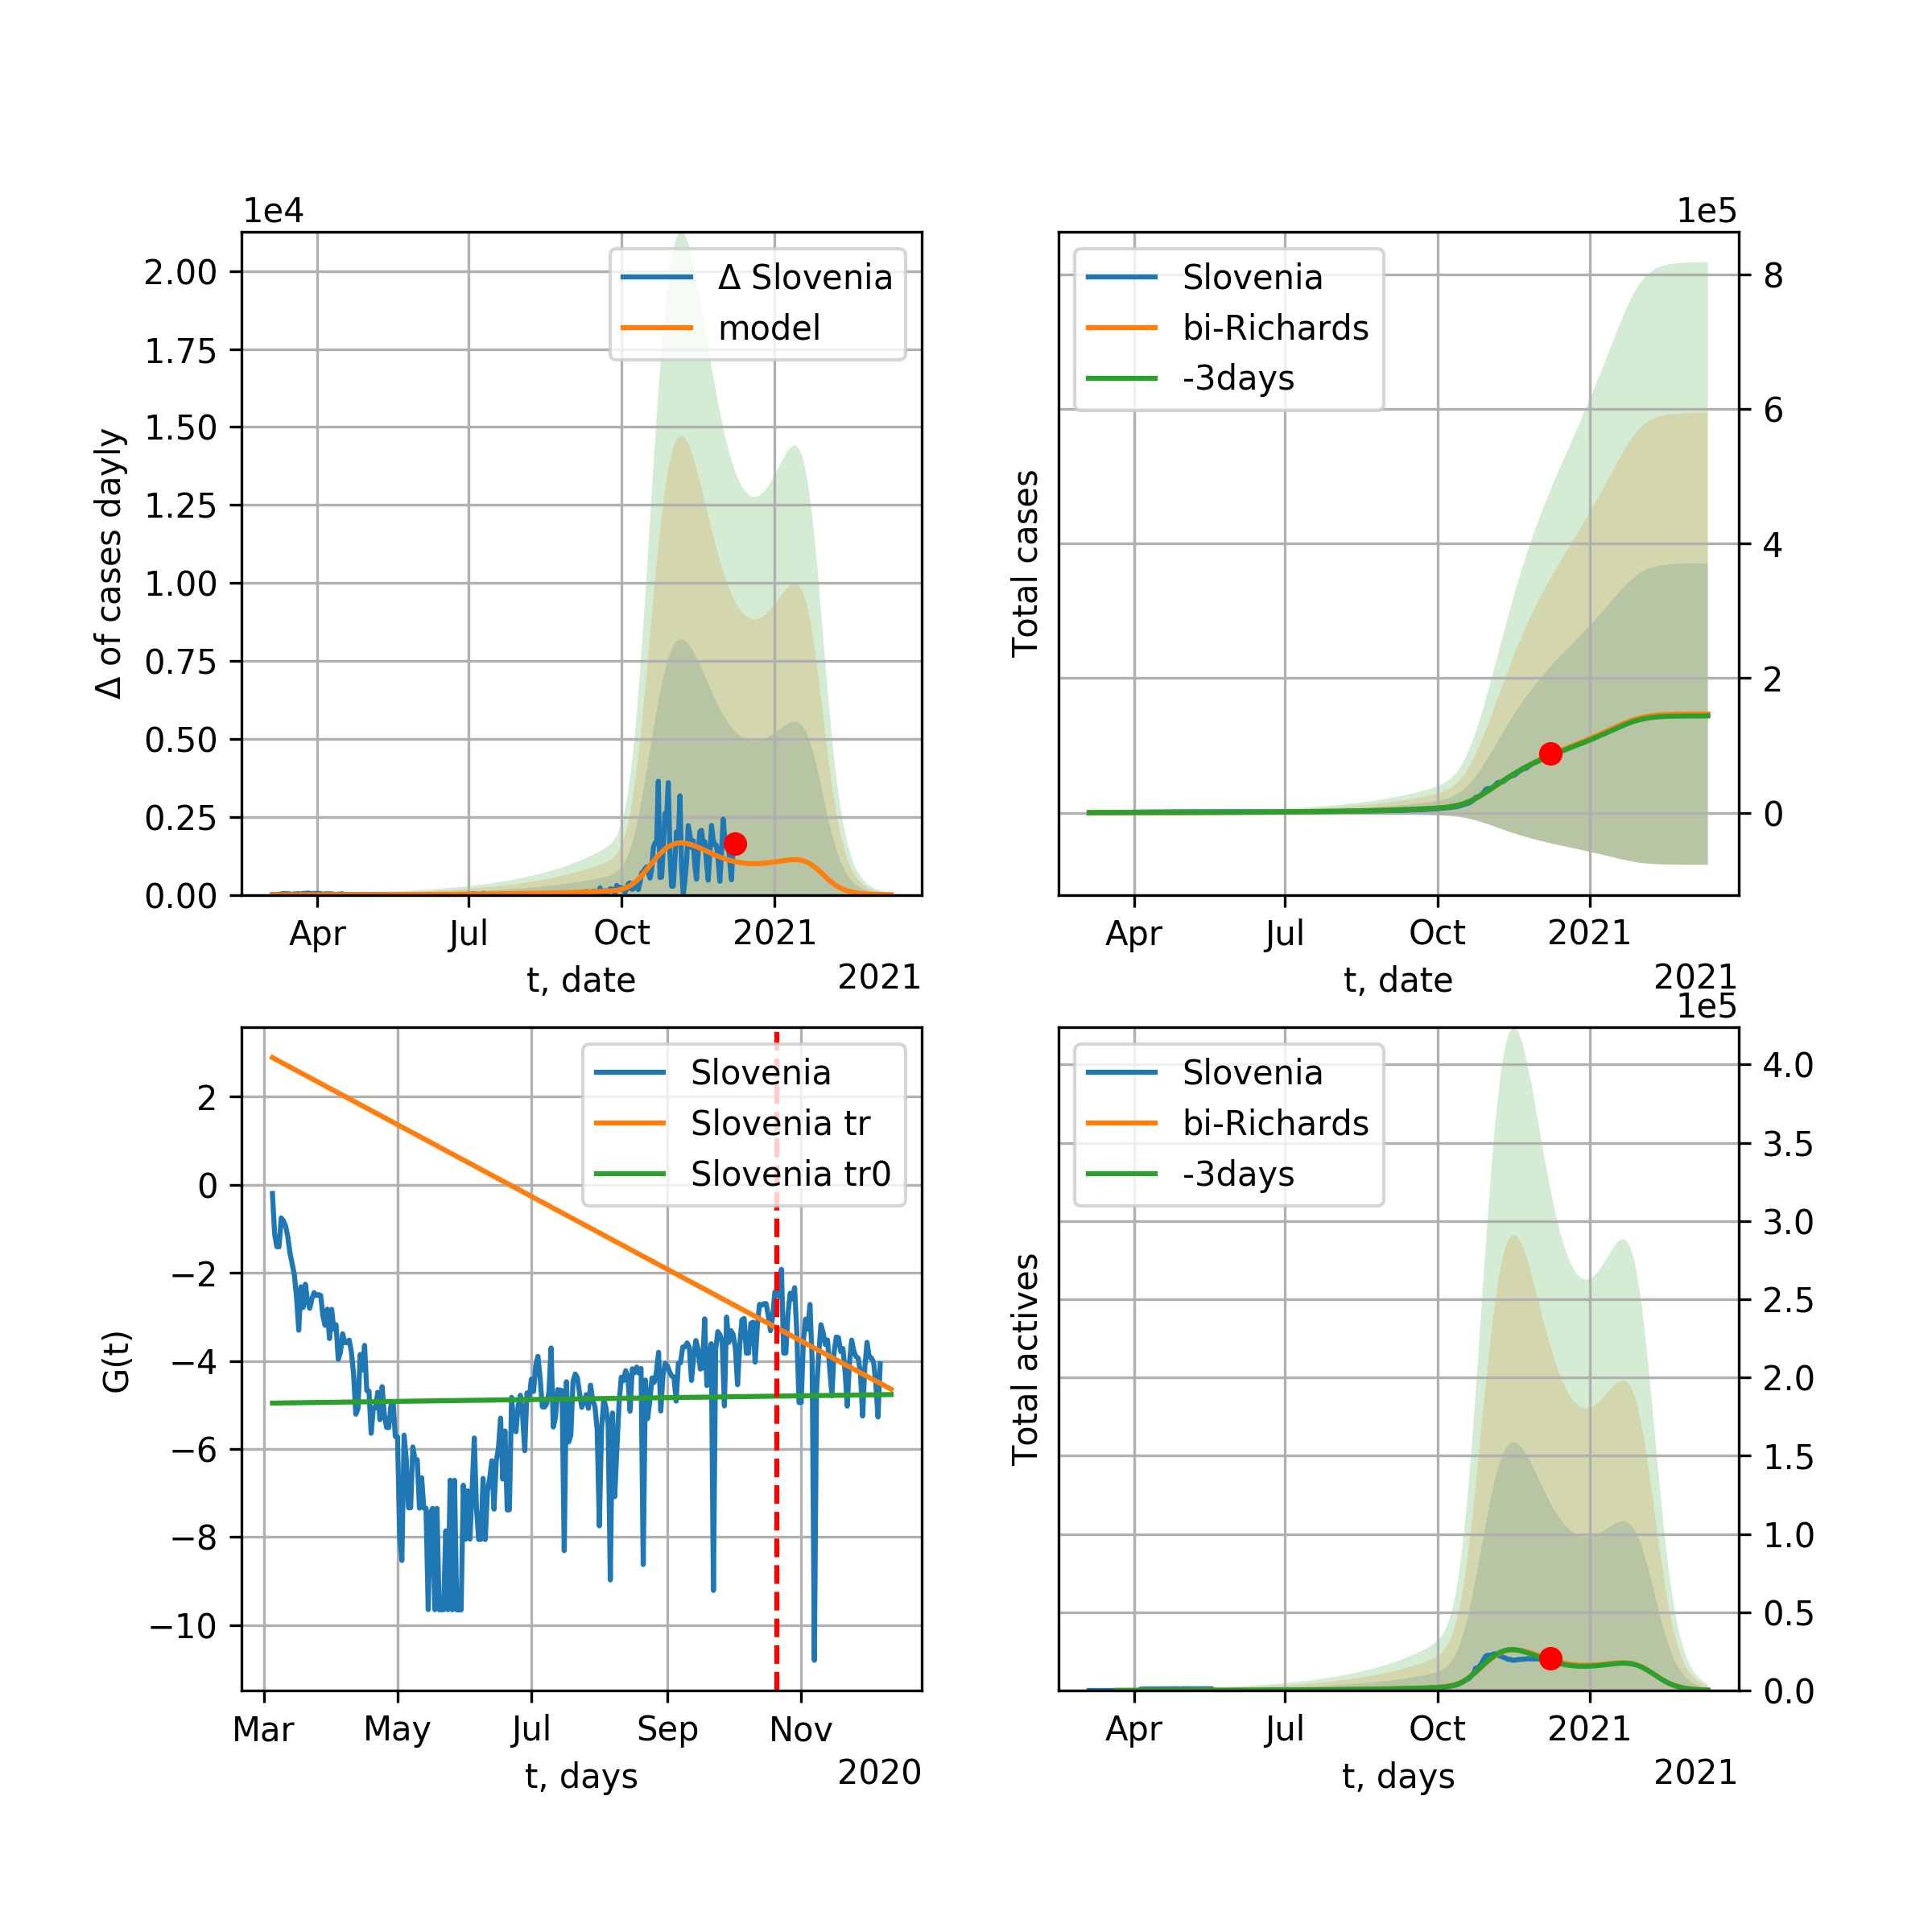 1e4
2.00
1.75
1.50
1.25
1.00
0.75
0.50
0.25
0.00
Δ of cases dayly
Δ Slovenia
model
Apr Jul Oct 2021
t, date
2021
1e5
8
6
4
2
0
Total cases
Slovenia
bi-Richards
-3days
Apr Jul Oct 2021
t, date
2021
2
0
−2
−4
−6
−8
−10
G(t)
Slovenia
Slovenia tr
Slovenia tr0
Mar May Jul Sep Nov
t, days
2020
1e5
4.0
3.5
3.0
2.5
2.0
1.5
1.0
0.5
0.0
Total actives
Slovenia
bi-Richards
-3days
Apr Jul Oct 2021
t, days
2021